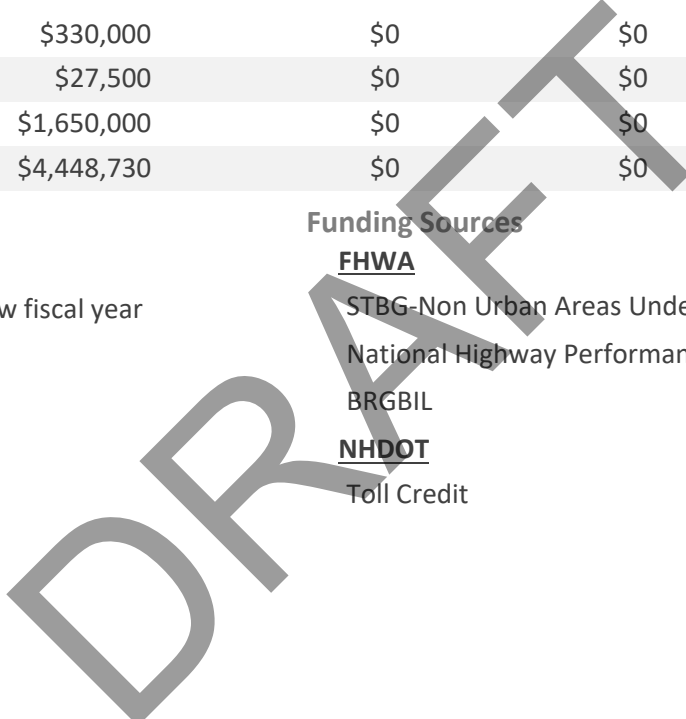 $330,000 $0 $0
$27,500 $0 $0
$1,650,000 $0 $0
$4,448,730 $0 $0
Funding Sources
FHWA
w fiscal year STBG-Non Urban Areas Unde
National Highway Performan
BRGBIL
NHDOT
Toll Credit
DRAFT